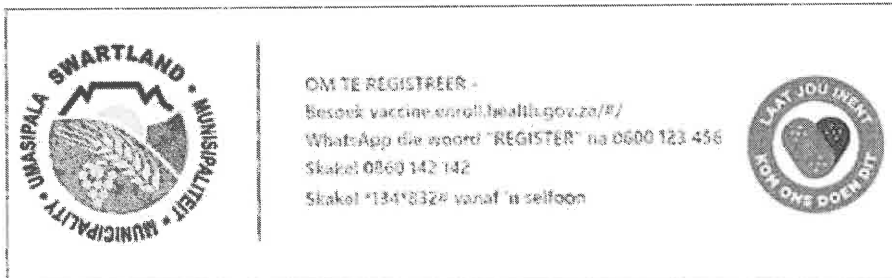 SWARTLAND • MUNISIPALITEIT • MUNICIPALITY • UMASIPALA
OM TE REGISTREER -
Besoek vaccine.enroll.health.gov.za/#/
WhatsApp die woord "REGISTER" na 0600 123 456
Skakel 0860 142 142
Skakel *134*832# vanaf 'n selfoon
LAAT JOU INENT
KOM ONS DOEN DIT